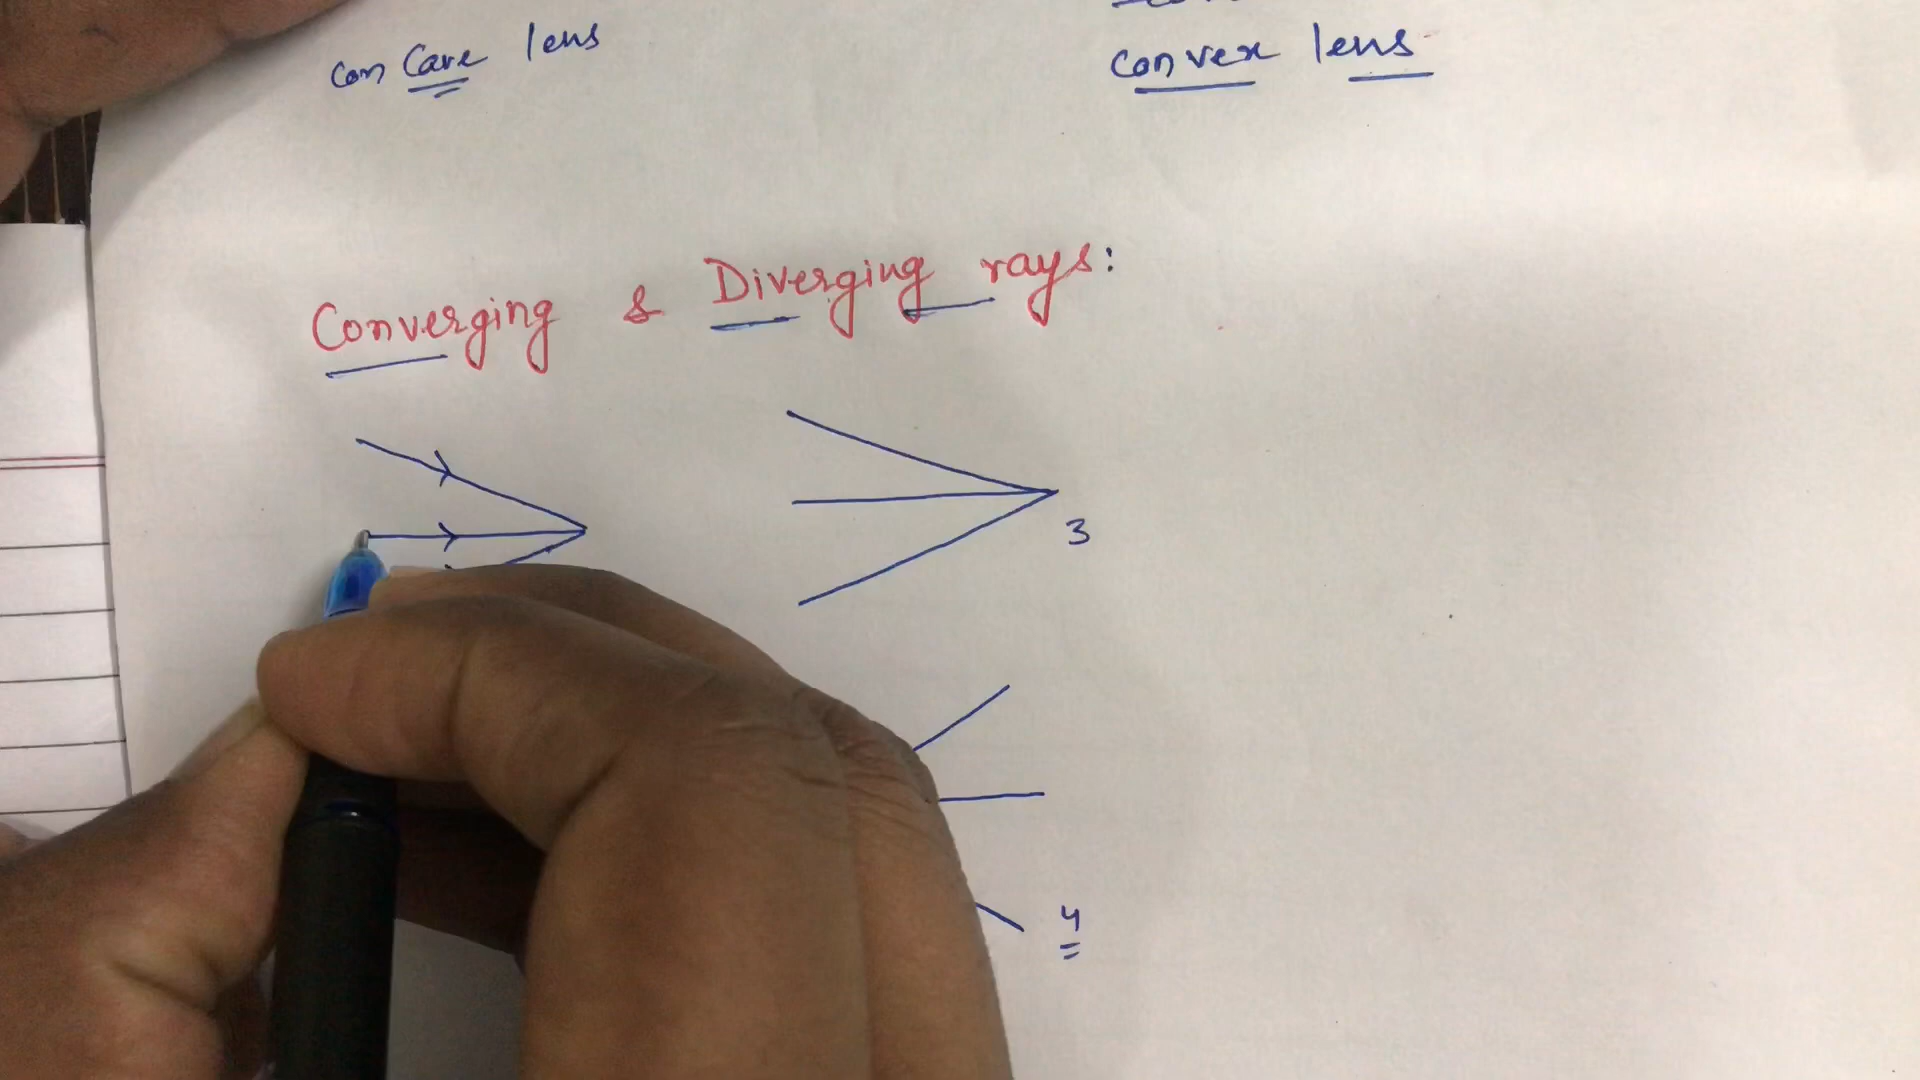 concave lens
convex lens
Converging & Diverging rays:
3
4